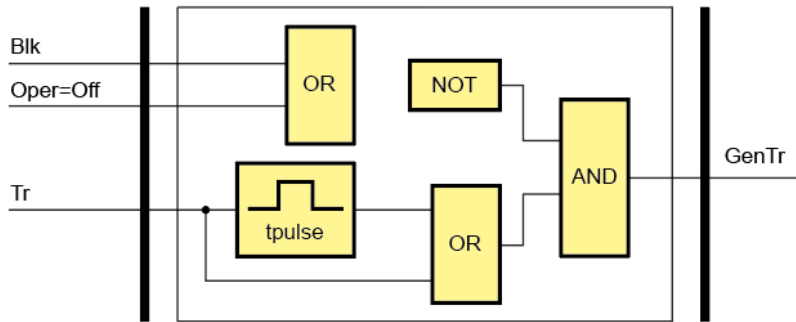 Blk
Oper=Off
OR
NOT
Tr
tpulse
OR
AND
GenTr